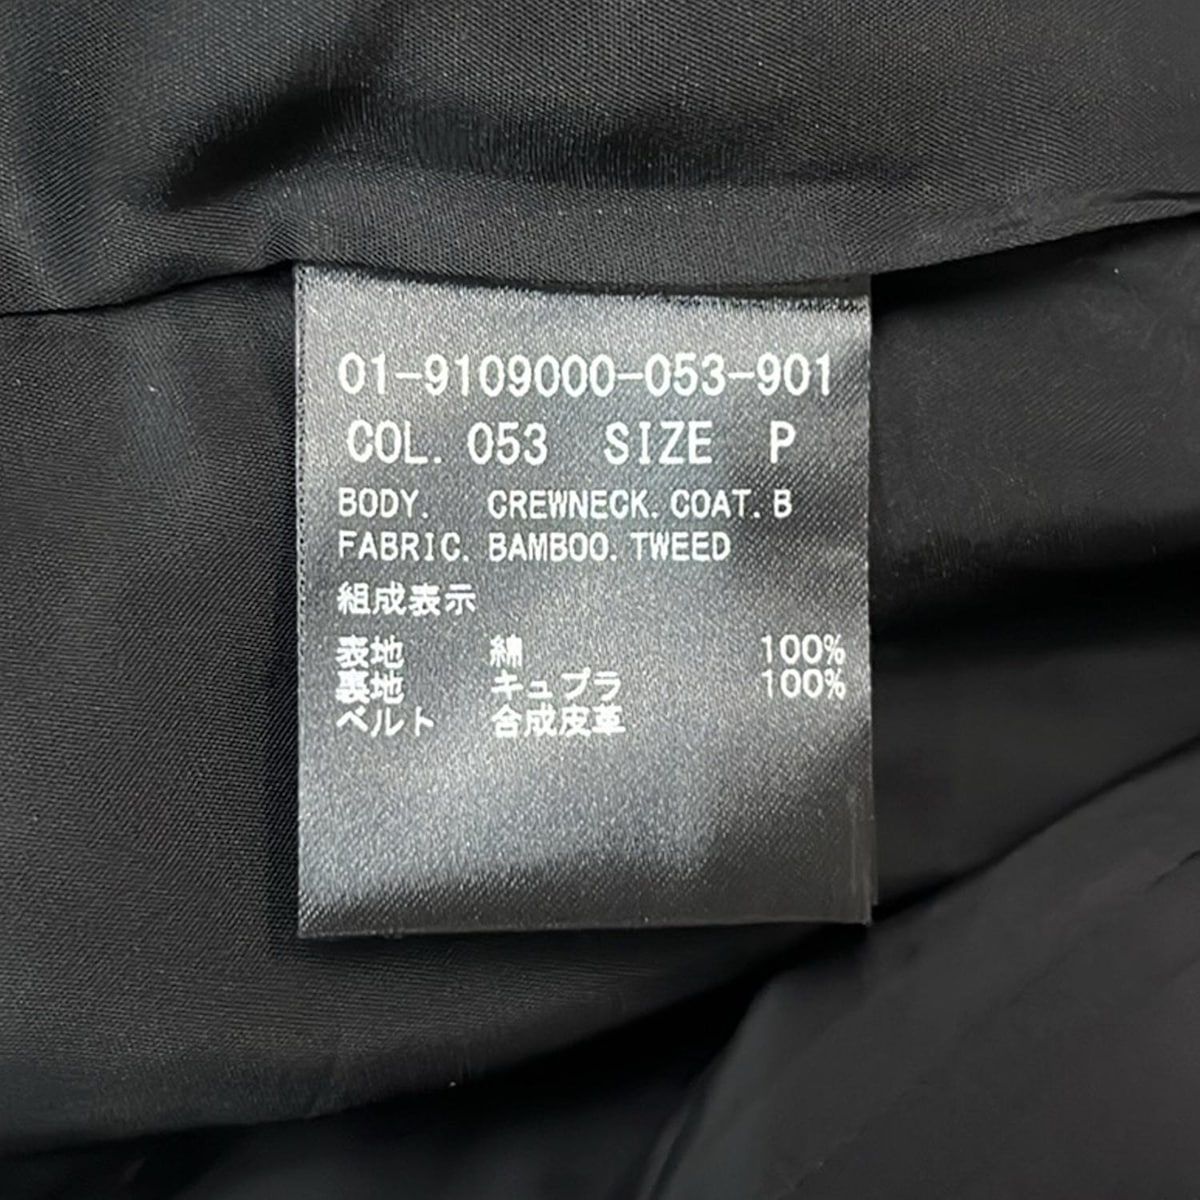 01-9109000-053-901
COL. 053 SIZE P
BODY. CREWNECK.COAT.B
FABRIC. BAMBOO.TWEED
組成表示
表地 綿 100%
裏地 キュプラ 100%
ベルト 合成皮革